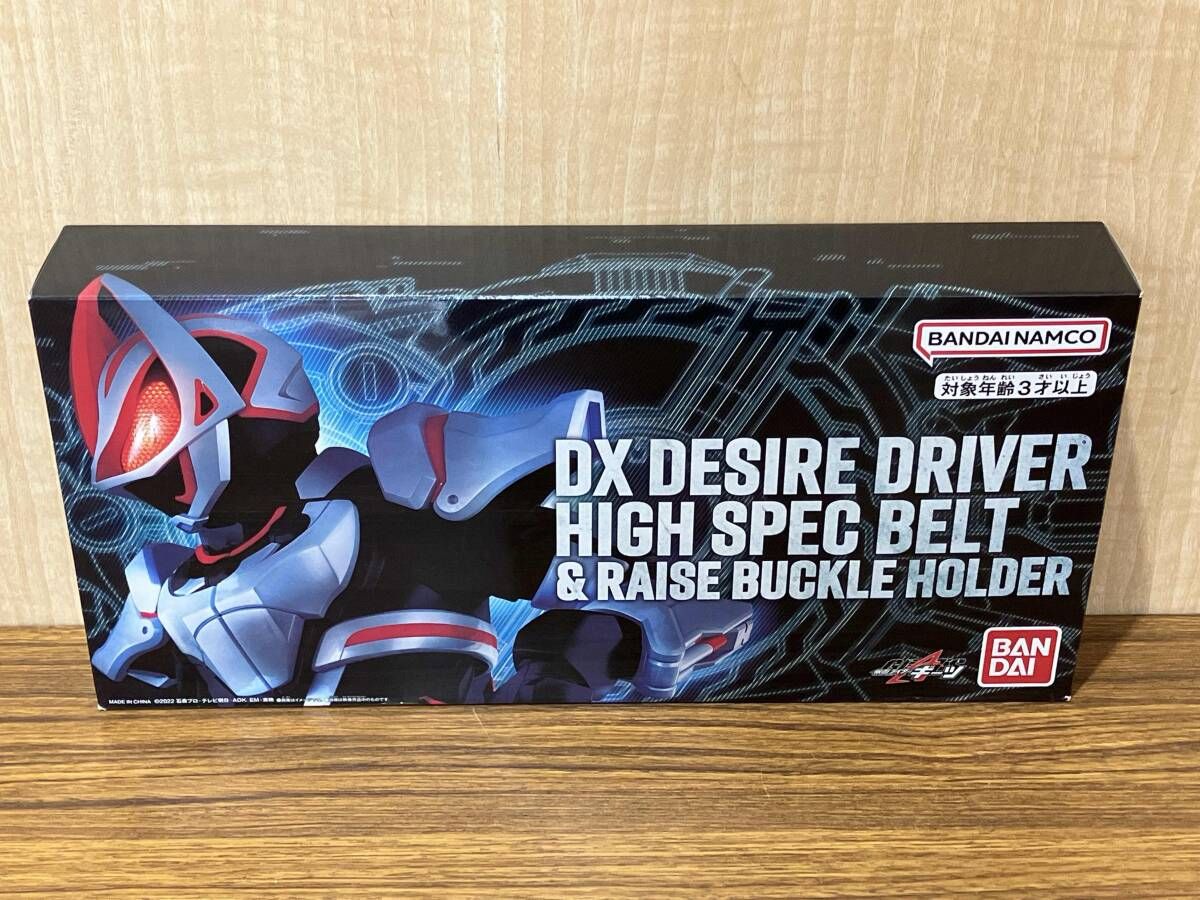 BANDAI NAMCO
たいしょうねんれい さいいじょう
対象年齢3才以上
DX DESIRE DRIVER
HIGH SPEC BELT
& RAISE BUCKLE HOLDER
ギーツ
BAN
DAI
MADE IN CHINA ©2022 石森プロ・テレビ朝日・ADK EM・東映